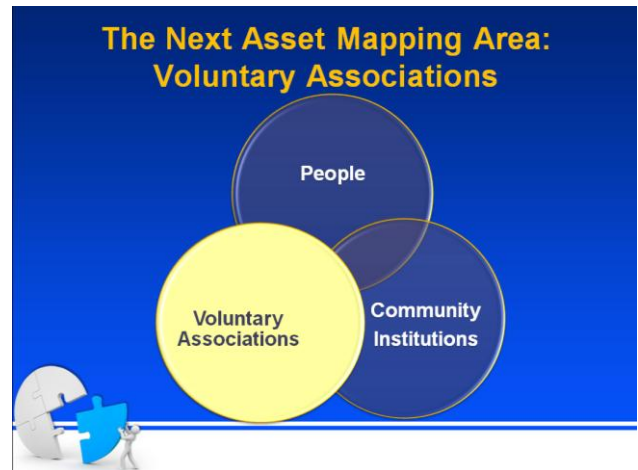 The Next Asset Mapping Area:
Voluntary Associations
People
Voluntary
Associations
Community
Institutions